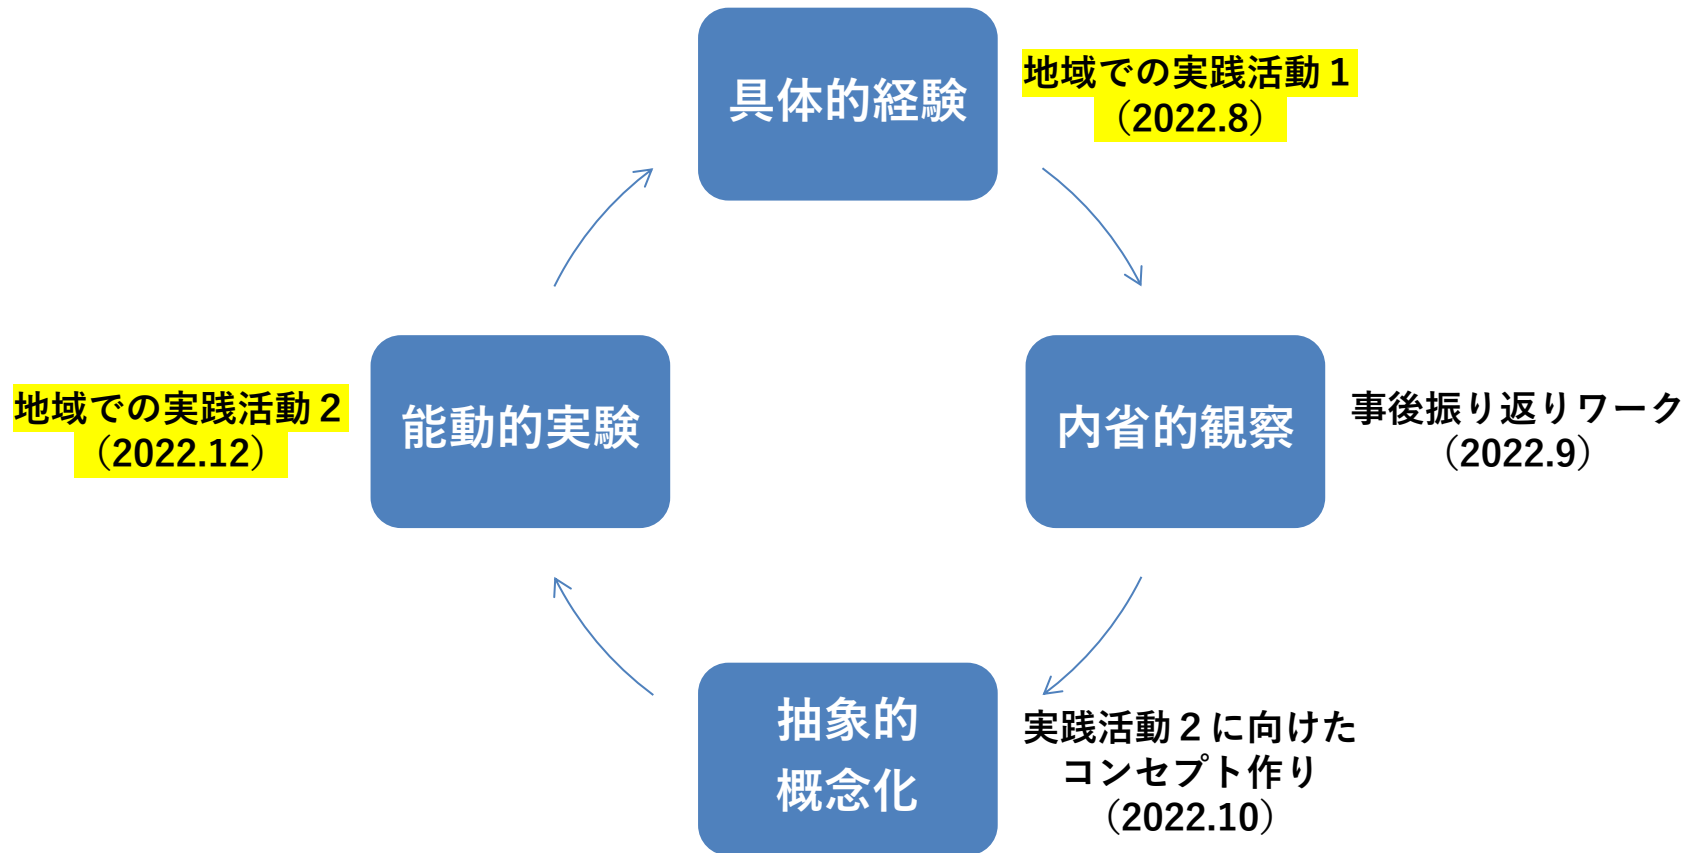 具体的経験
地域での実践活動１
（2022.8）
地域での実践活動２
（2022.12）
能動的実験
内省的観察
事後振り返りワーク
（2022.9）
抽象的
概念化
実践活動２に向けた
コンセプト作り
（2022.10）